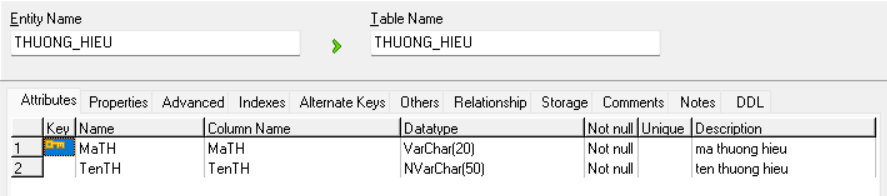 Entity Name Table Name
THUONG_HIEU THUONG_HIEU
Attributes Properties Advanced Indexes Alternate Keys Others Relationship Storage Comments Notes DDL
Key Name Column Name Datatype Not null Unique Description
1 MaTH MaTH VarChar(20) Not null ma thuong hieu
2 TenTH TenTH NVarChar(50) Not null ten thuong hieu